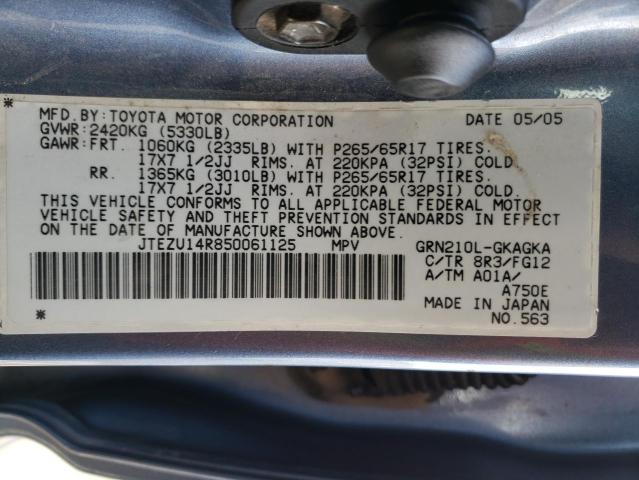 MFD.BY:TOYOTA MOTOR CORPORATION DATE 05/05
GVWR:2420KG (5330LB)
GAWR:FRT. 1060KG (2335LB) WITH P265/65R17 TIRES.
17X7 1/2JJ RIMS. AT 220KPA (32PSI) COLD
RR. 1365KG (3010LB) WITH P265/65R17 TIRES.
17X7 1/2JJ RIMS. AT 220KPA (32PSI) COLD
THIS VEHICLE CONFORMS TO ALL APPLICABLE FEDERAL MOTOR
VEHICLE SAFETY AND THEFT PREVENTION STANDARDS IN EFFECT
ON THE DATE OF MANUFACTURE SHOWN ABOVE.
JTEZU14R850061125 MPV GRN210L-GKAGKA
C/TR 8R3/FG12
A/TM A01A/
A750E
MADE IN JAPAN
NO.563